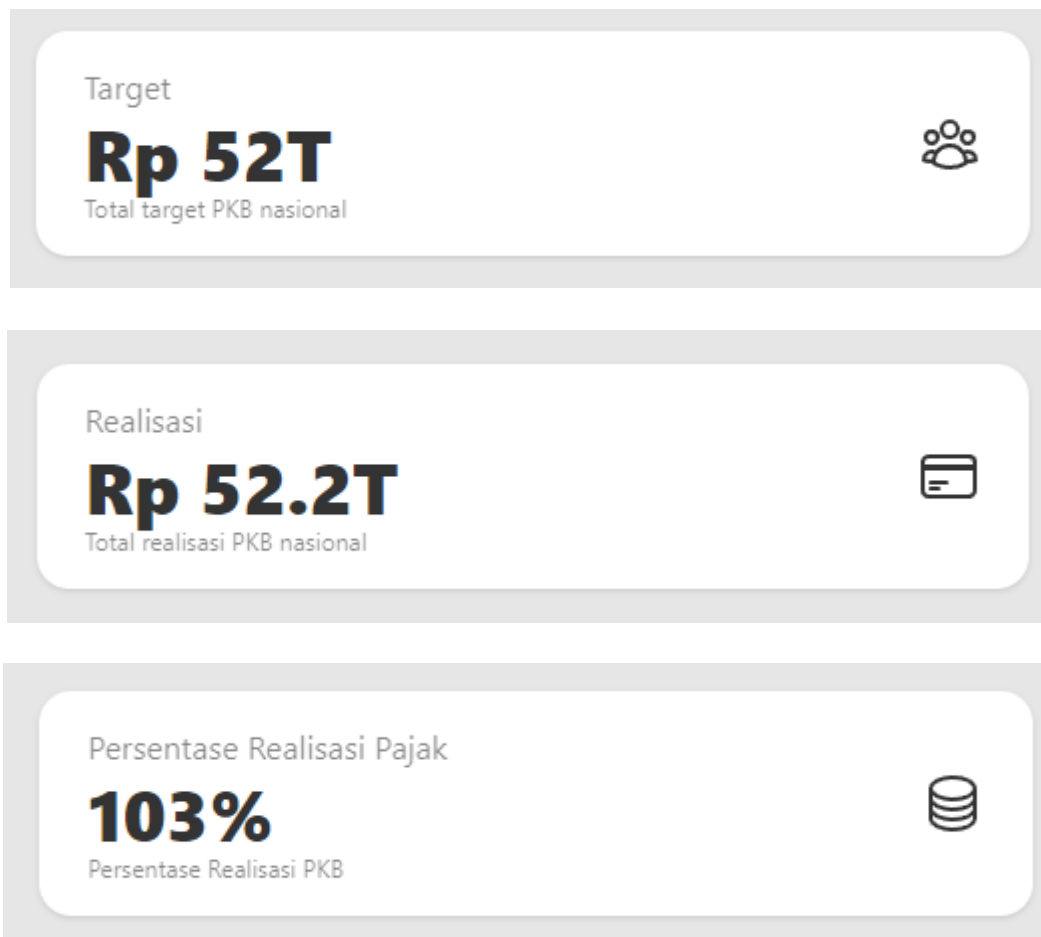 Target
Rp 52T
Total target PKB nasional
Realisasi
Rp 52.2T
Total realisasi PKB nasional
Persentase Realisasi Pajak
103%
Persentase Realisasi PKB